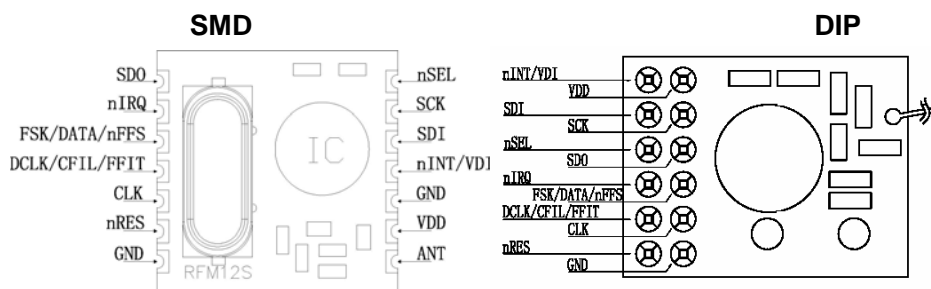 SMD
DIP
SDO
nIRQ
FSK/DATA/nFFS
DCLK/CFIL/FFIT
CLK
nRES
GND
IC
RFM12S
nSEL
SCK
SDI
nINT/VDI
GND
VDD
ANT
nINT/VDI
VDD
SDI
SCK
nSEL
SDO
nIRQ
FSK/DATA/nFFS
DCLK/CFIL/FFIT
CLK
nRES
GND